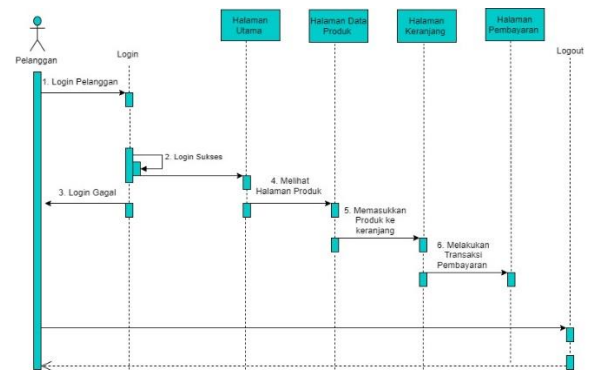 Halaman
Utama
Halaman Data
Produk
Halaman
Keranjang
Halaman
Pembayaran
Pelanggan
Login
Logout
1. Login Pelanggan
2. Login Sukses
3. Login Gagal
4. Melihat
Halaman Produk
5. Memasukkan
Produk ke
keranjang
6. Melakukan
Transaksi
Pembayaran